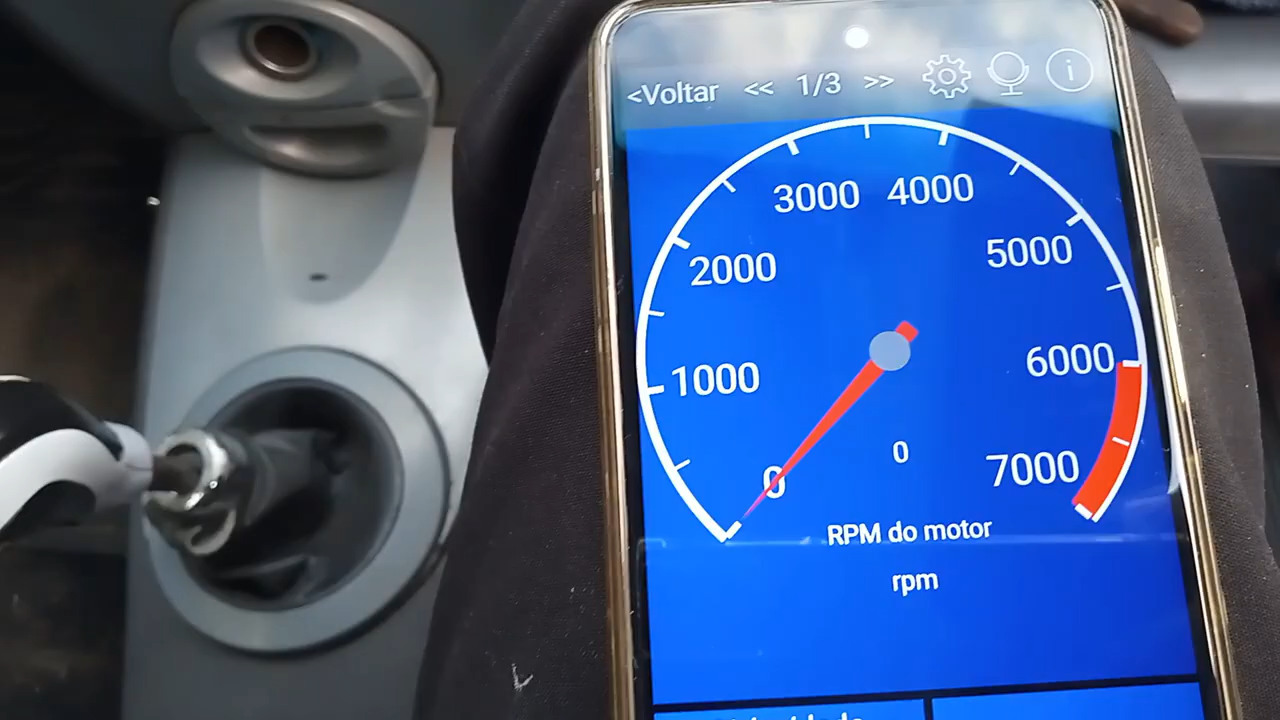 <Voltar << 1/3 >> i
3000 4000
2000 5000
1000 6000
0 0 7000
RPM do motor
rpm